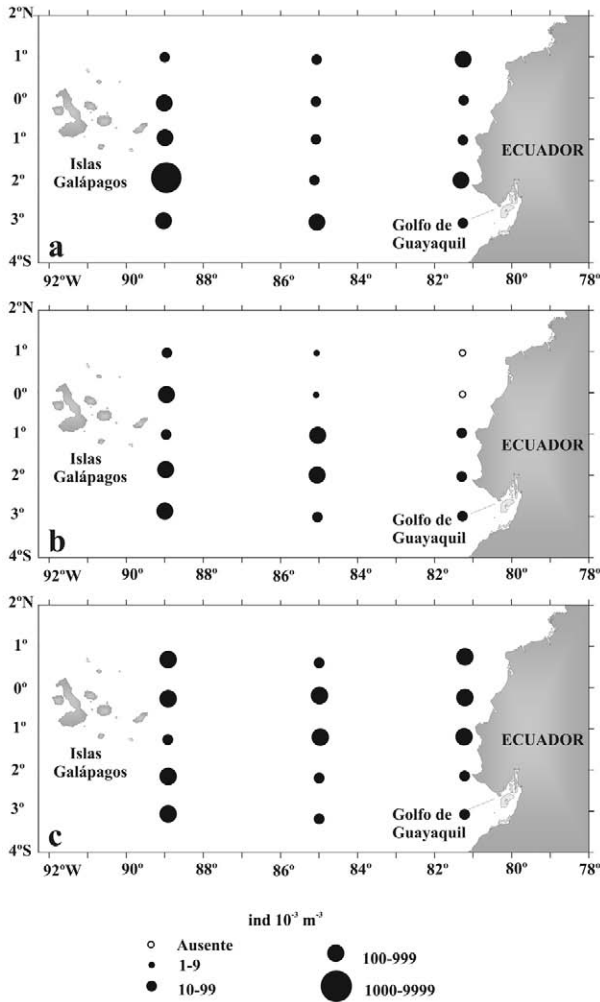 2ºN
1º
0º
1º
2º
3º
4ºS
Islas
Galápagos
ECUADOR
Golfo de
Guayaquil
a
92ºW
90º
88º
86º
84º
82º
80º
78º
2ºN
1º
0º
1º
2º
3º
4ºS
Islas
Galápagos
ECUADOR
Golfo de
Guayaquil
b
92ºW
90º
88º
86º
84º
82º
80º
78º
2ºN
1º
0º
1º
2º
3º
4ºS
Islas
Galápagos
ECUADOR
Golfo de
Guayaquil
c
92ºW
90º
88º
86º
84º
82º
80º
78º
ind 10⁻³ m⁻³
Ausente
1-9
10-99
100-999
1000-9999